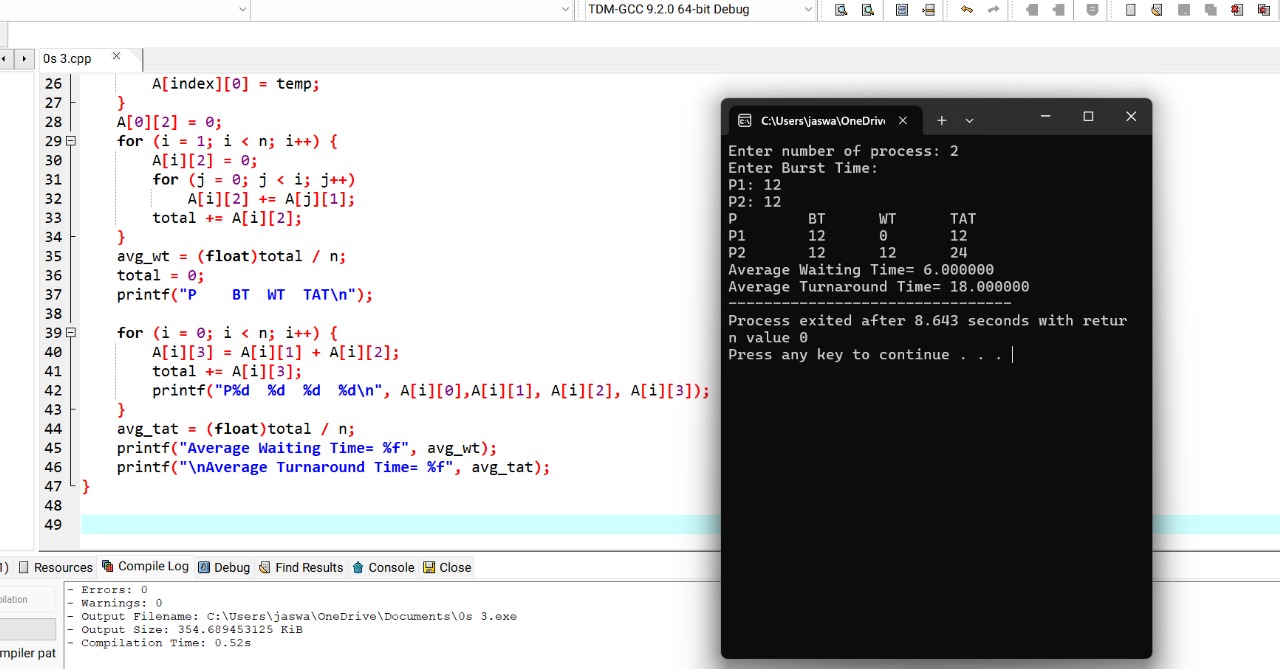 TDM-GCC 9.2.0 64-bit Debug
0s 3.cpp
26 A[index][0] = temp;
27 }
28 A[0][2] = 0;
29 for (i = 1; i < n; i++) {
30 A[i][2] = 0;
31 for (j = 0; j < i; j++)
32 A[i][2] += A[j][1];
33 total += A[i][2];
34 }
35 avg_wt = (float)total / n;
36 total = 0;
37 printf("P    BT  WT  TAT\n");
38
39 for (i = 0; i < n; i++) {
40 A[i][3] = A[i][1] + A[i][2];
41 total += A[i][3];
42 printf("P%d  %d  %d  %d\n", A[i][0],A[i][1], A[i][2], A[i][3]);
43 }
44 avg_tat = (float)total / n;
45 printf("Average Waiting Time= %f", avg_wt);
46 printf("\nAverage Turnaround Time= %f", avg_tat);
47 }
48
49
C:\Users\jaswa\OneDriv
Enter number of process: 2
Enter Burst Time:
P1: 12
P2: 12
P BT WT TAT
P1 12 0 12
P2 12 12 24
Average Waiting Time= 6.000000
Average Turnaround Time= 18.000000
--------------------------------
Process exited after 8.643 seconds with retur
n value 0
Press any key to continue . . .
1) Resources Compile Log Debug Find Results Console Close
- Errors: 0
- Warnings: 0
- Output Filename: C:\Users\jaswa\OneDrive\Documents\0s 3.exe
- Output Size: 354.689453125 KiB
- Compilation Time: 0.52s
pilation
mpiler pat